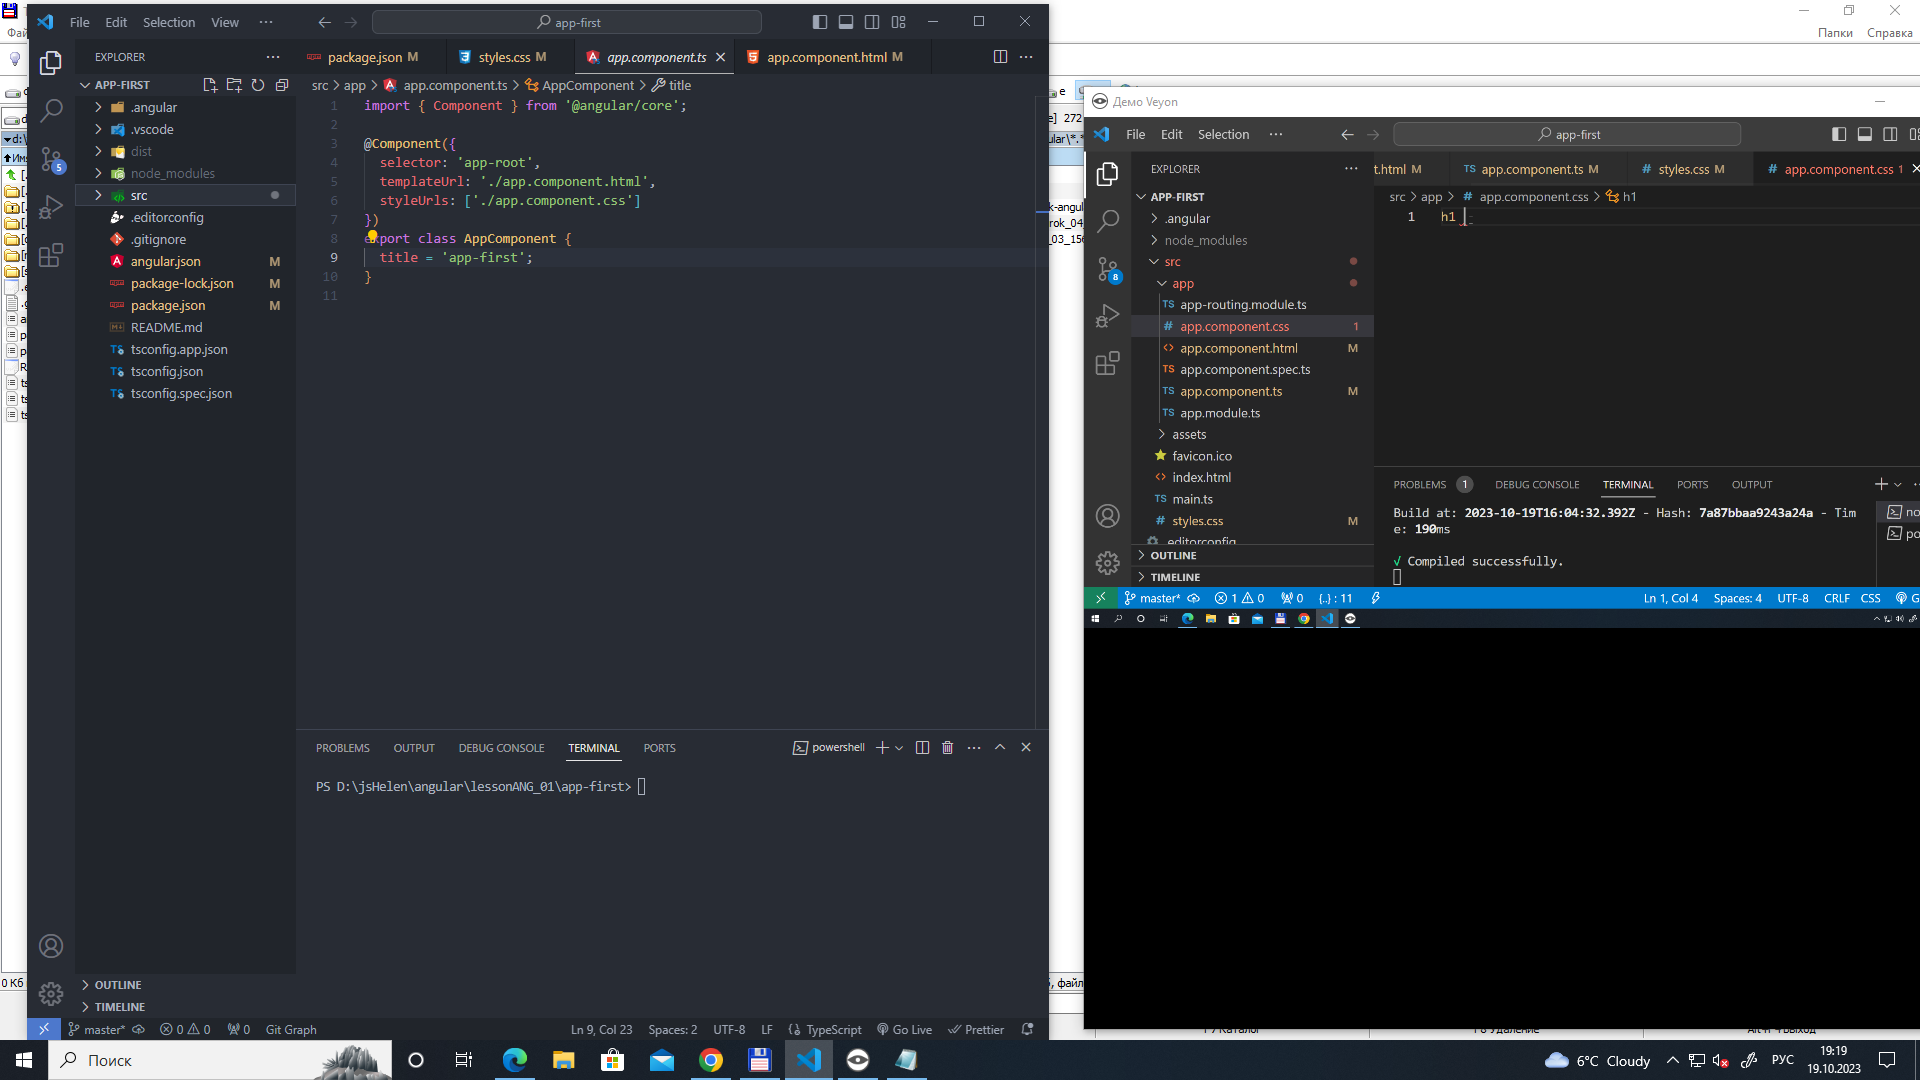 File Edit Selection View ···
app-first
EXPLORER
APP-FIRST
.angular
.vscode
dist
node_modules
src
.editorconfig
.gitignore
angular.json M
package-lock.json M
package.json M
README.md
tsconfig.app.json
tsconfig.json
tsconfig.spec.json
OUTLINE
TIMELINE
5
package.json M
styles.css M
app.component.ts
app.component.html M
src > app > app.component.ts > AppComponent > title
1 import { Component } from '@angular/core';
2
3 @Component({
4 selector: 'app-root',
5 templateUrl: './app.component.html',
6 styleUrls: ['./app.component.css']
7 })
8 export class AppComponent {
9 title = 'app-first';
10 }
11
PROBLEMS OUTPUT DEBUG CONSOLE TERMINAL PORTS
powershell
PS D:\jsHelen\angular\lessonANG_01\app-first>
master* 0 0 0 Git Graph
Ln 9, Col 23 Spaces: 2 UTF-8 LF TypeScript Go Live Prettier
Папки Справка
Демо Veyon
File Edit Selection ···
app-first
EXPLORER
APP-FIRST
.angular
node_modules
src
app
app-routing.module.ts
app.component.css 1
app.component.html M
app.component.spec.ts
app.component.ts M
app.module.ts
assets
favicon.ico
index.html
main.ts
styles.css M
.editorconfig
OUTLINE
TIMELINE
8
t.html M
app.component.ts M
styles.css M
app.component.css 1
src > app > app.component.css > h1
1 h1
PROBLEMS 1 DEBUG CONSOLE TERMINAL PORTS OUTPUT
Build at: 2023-10-19T16:04:32.392Z - Hash: 7a87bbaa9243a24a - Tim
e: 190ms
√ Compiled successfully.
master* 1 0 0 {..} : 11
Ln 1, Col 4 Spaces: 4 UTF-8 CRLF CSS
0 Кб
Поиск
6°C Cloudy
РУС
19:19
19.10.2023